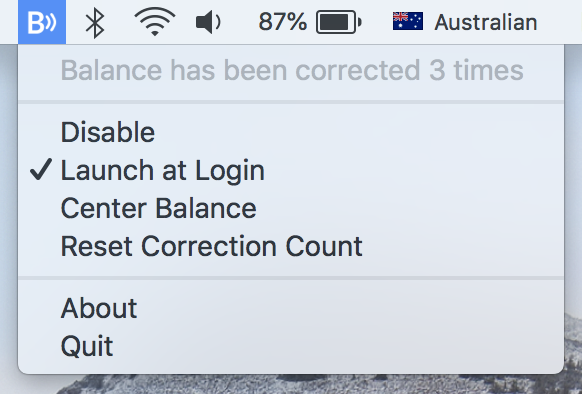 B
87%
Australian
Balance has been corrected 3 times
Disable
Launch at Login
Center Balance
Reset Correction Count
About
Quit